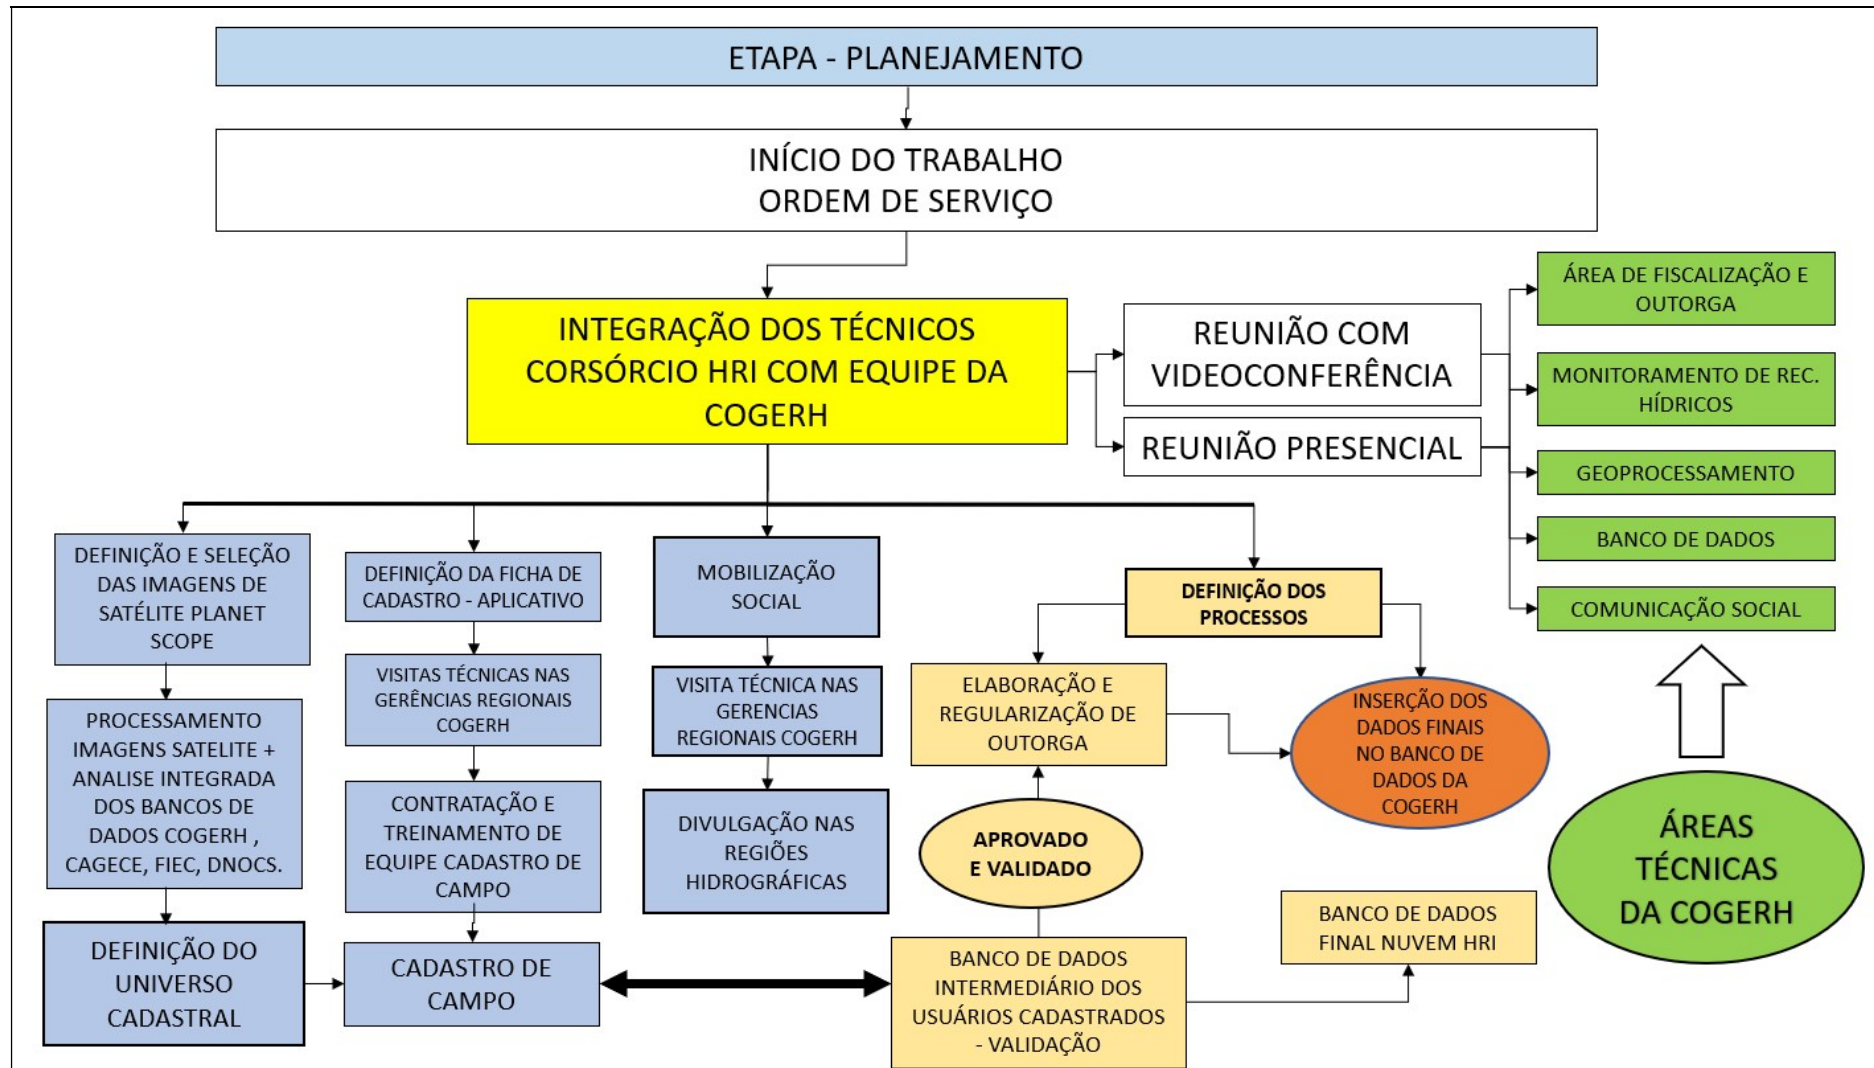 ETAPA - PLANEJAMENTO
INÍCIO DO TRABALHO
ORDEM DE SERVIÇO
INTEGRAÇÃO DOS TÉCNICOS
CORSÓRCIO HRI COM EQUIPE DA
COGERH
REUNIÃO COM
VIDEOCONFERÊNCIA
REUNIÃO PRESENCIAL
ÁREA DE FISCALIZAÇÃO E
OUTORGA
MONITORAMENTO DE REC.
HÍDRICOS
GEOPROCESSAMENTO
BANCO DE DADOS
COMUNICAÇÃO SOCIAL
ÁREAS
TÉCNICAS
DA COGERH
DEFINIÇÃO E SELEÇÃO
DAS IMAGENS DE
SATÉLITE PLANET
SCOPE
PROCESSAMENTO
IMAGENS SATELITE +
ANALISE INTEGRADA
DOS BANCOS DE
DADOS COGERH ,
CAGECE, FIEC, DNOCS.
DEFINIÇÃO DO
UNIVERSO
CADASTRAL
DEFINIÇÃO DA FICHA DE
CADASTRO - APLICATIVO
VISITAS TÉCNICAS NAS
GERÊNCIAS REGIONAIS
COGERH
CONTRATAÇÃO E
TREINAMENTO DE
EQUIPE CADASTRO DE
CAMPO
CADASTRO DE
CAMPO
MOBILIZAÇÃO
SOCIAL
VISITA TÉCNICA NAS
GERENCIAS
REGIONAIS COGERH
DIVULGAÇÃO NAS
REGIÕES
HIDROGRÁFICAS
DEFINIÇÃO DOS
PROCESSOS
ELABORAÇÃO E
REGULARIZAÇÃO DE
OUTORGA
INSERÇÃO DOS
DADOS FINAIS
NO BANCO DE
DADOS DA
COGERH
APROVADO
E VALIDADO
BANCO DE DADOS
INTERMEDIÁRIO DOS
USUÁRIOS CADASTRADOS
- VALIDAÇÃO
BANCO DE DADOS
FINAL NUVEM HRI